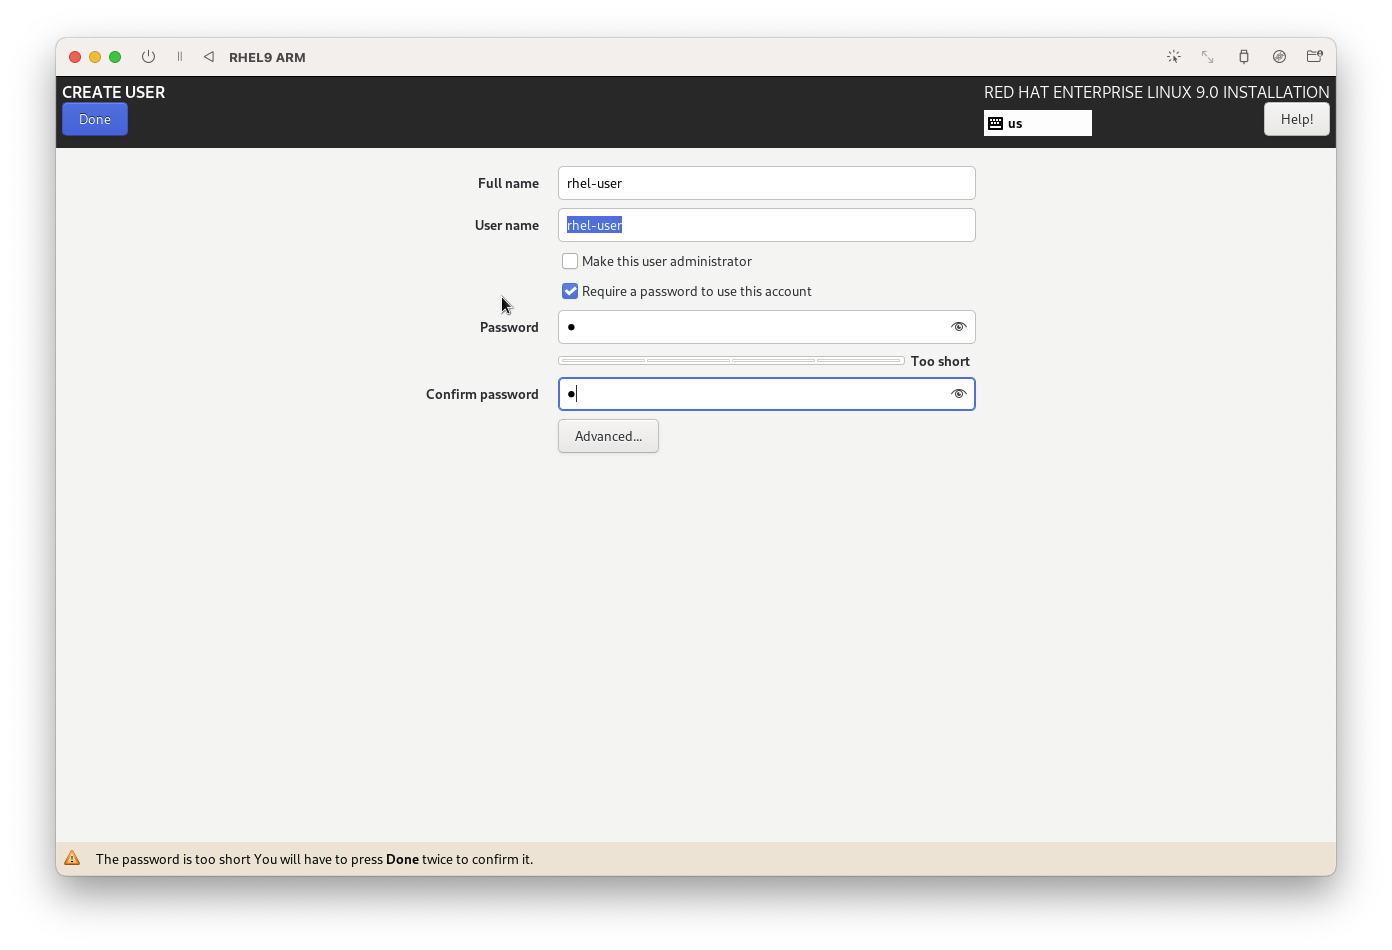 RHEL9 ARM
CREATE USER
RED HAT ENTERPRISE LINUX 9.0 INSTALLATION
Done
us
Help!
Full name
rhel-user
User name
rhel-user
Make this user administrator
Require a password to use this account
Password
Too short
Confirm password
Advanced...
The password is too short You will have to press Done twice to confirm it.